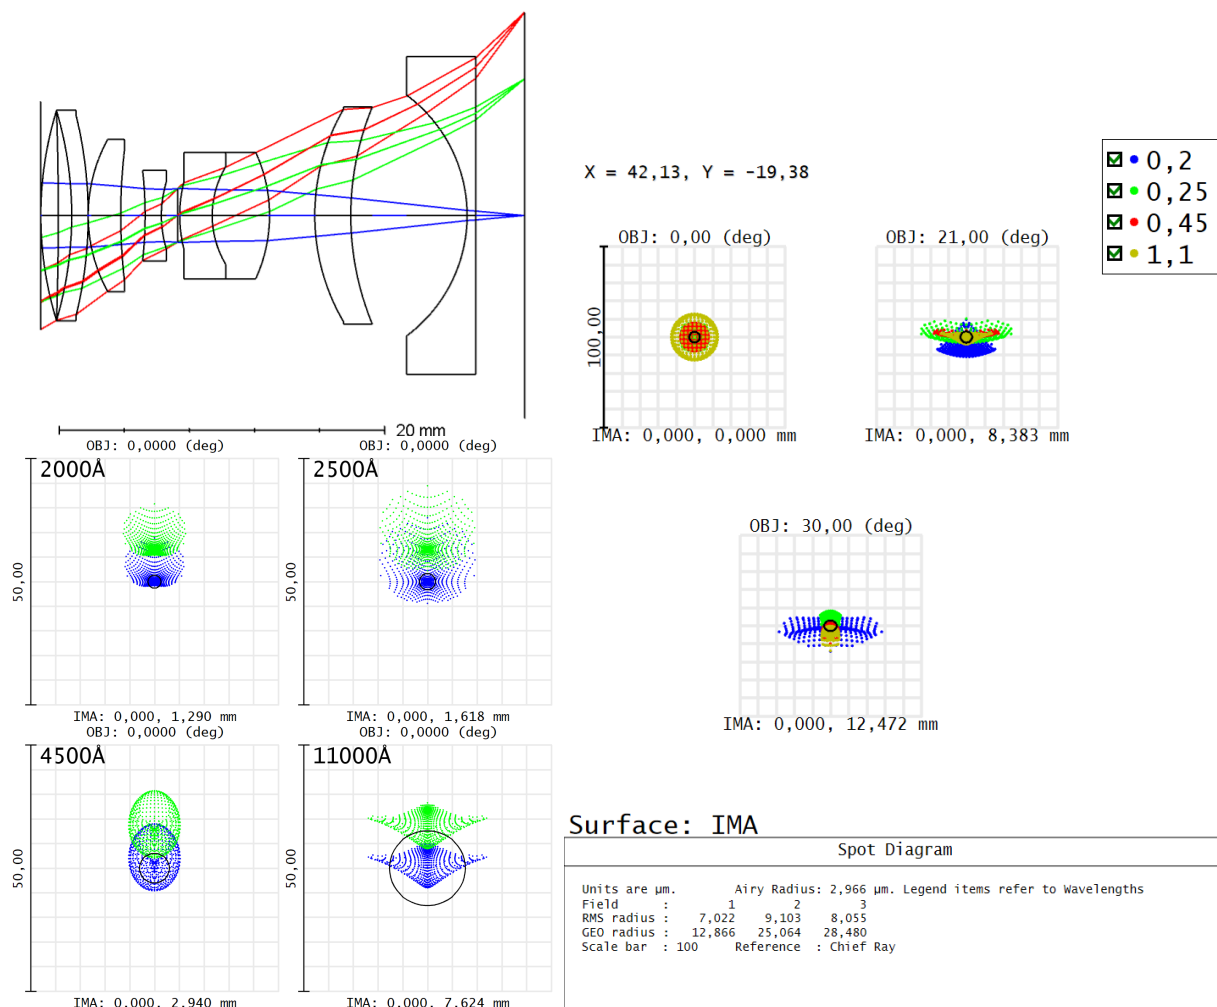 20 mm
X = 42,13, Y = -19,38
0,2
0,25
0,45
1,1
OBJ: 0,00 (deg)
OBJ: 21,00 (deg)
100,00
IMA: 0,000, 0,000 mm
IMA: 0,000, 8,383 mm
OBJ: 30,00 (deg)
IMA: 0,000, 12,472 mm
OBJ: 0,0000 (deg)
OBJ: 0,0000 (deg)
2000Å
2500Å
50,00
50,00
IMA: 0,000, 1,290 mm
IMA: 0,000, 1,618 mm
OBJ: 0,0000 (deg)
OBJ: 0,0000 (deg)
4500Å
11000Å
50,00
50,00
IMA: 0,000, 2,940 mm
IMA: 0,000, 7,624 mm
Surface: IMA
Spot Diagram
Units are µm. Airy Radius: 2,966 µm. Legend items refer to Wavelengths
Field : 1 2 3
RMS radius : 7,022 9,103 8,055
GEO radius : 12,866 25,064 28,480
Scale bar : 100 Reference : Chief Ray